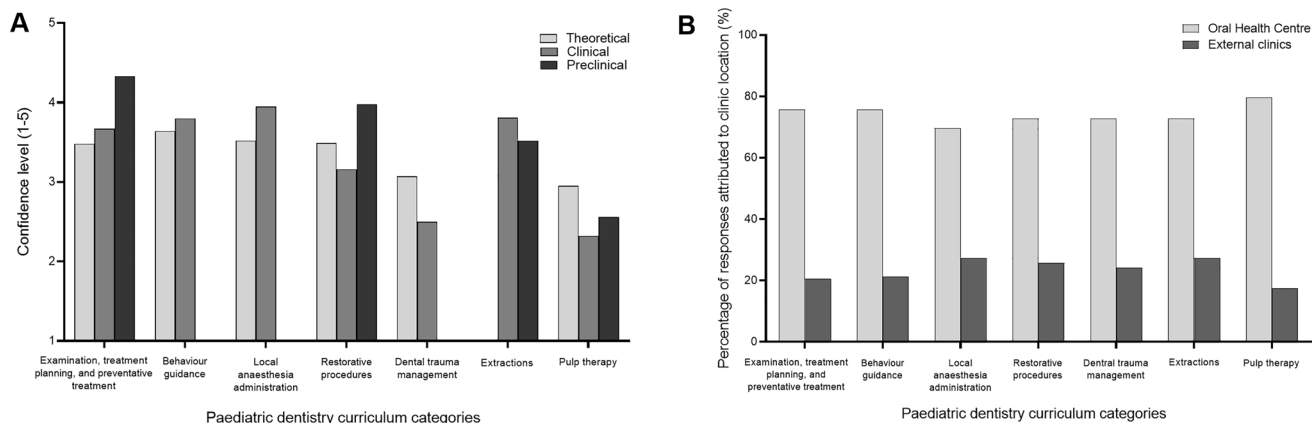 A
Confidence level (1-5)
5
4
3
2
1
Theoretical
Clinical
Preclinical
Examination, treatment
planning, and preventative
treatment
Behaviour
guidance
Local
anaesthesia
administration
Restorative
procedures
Dental trauma
management
Extractions
Pulp therapy
Paediatric dentistry curriculum categories
B
Percentage of responses attributed to clinic location (%)
100
80
60
40
20
0
Oral Health Centre
External clinics
Examination, treatment
planning, and
preventative treatment
Behaviour
guidance
Local
anaesthesia
administration
Restorative
procedures
Dental trauma
management
Extractions
Pulp therapy
Paediatric dentistry curriculum categories